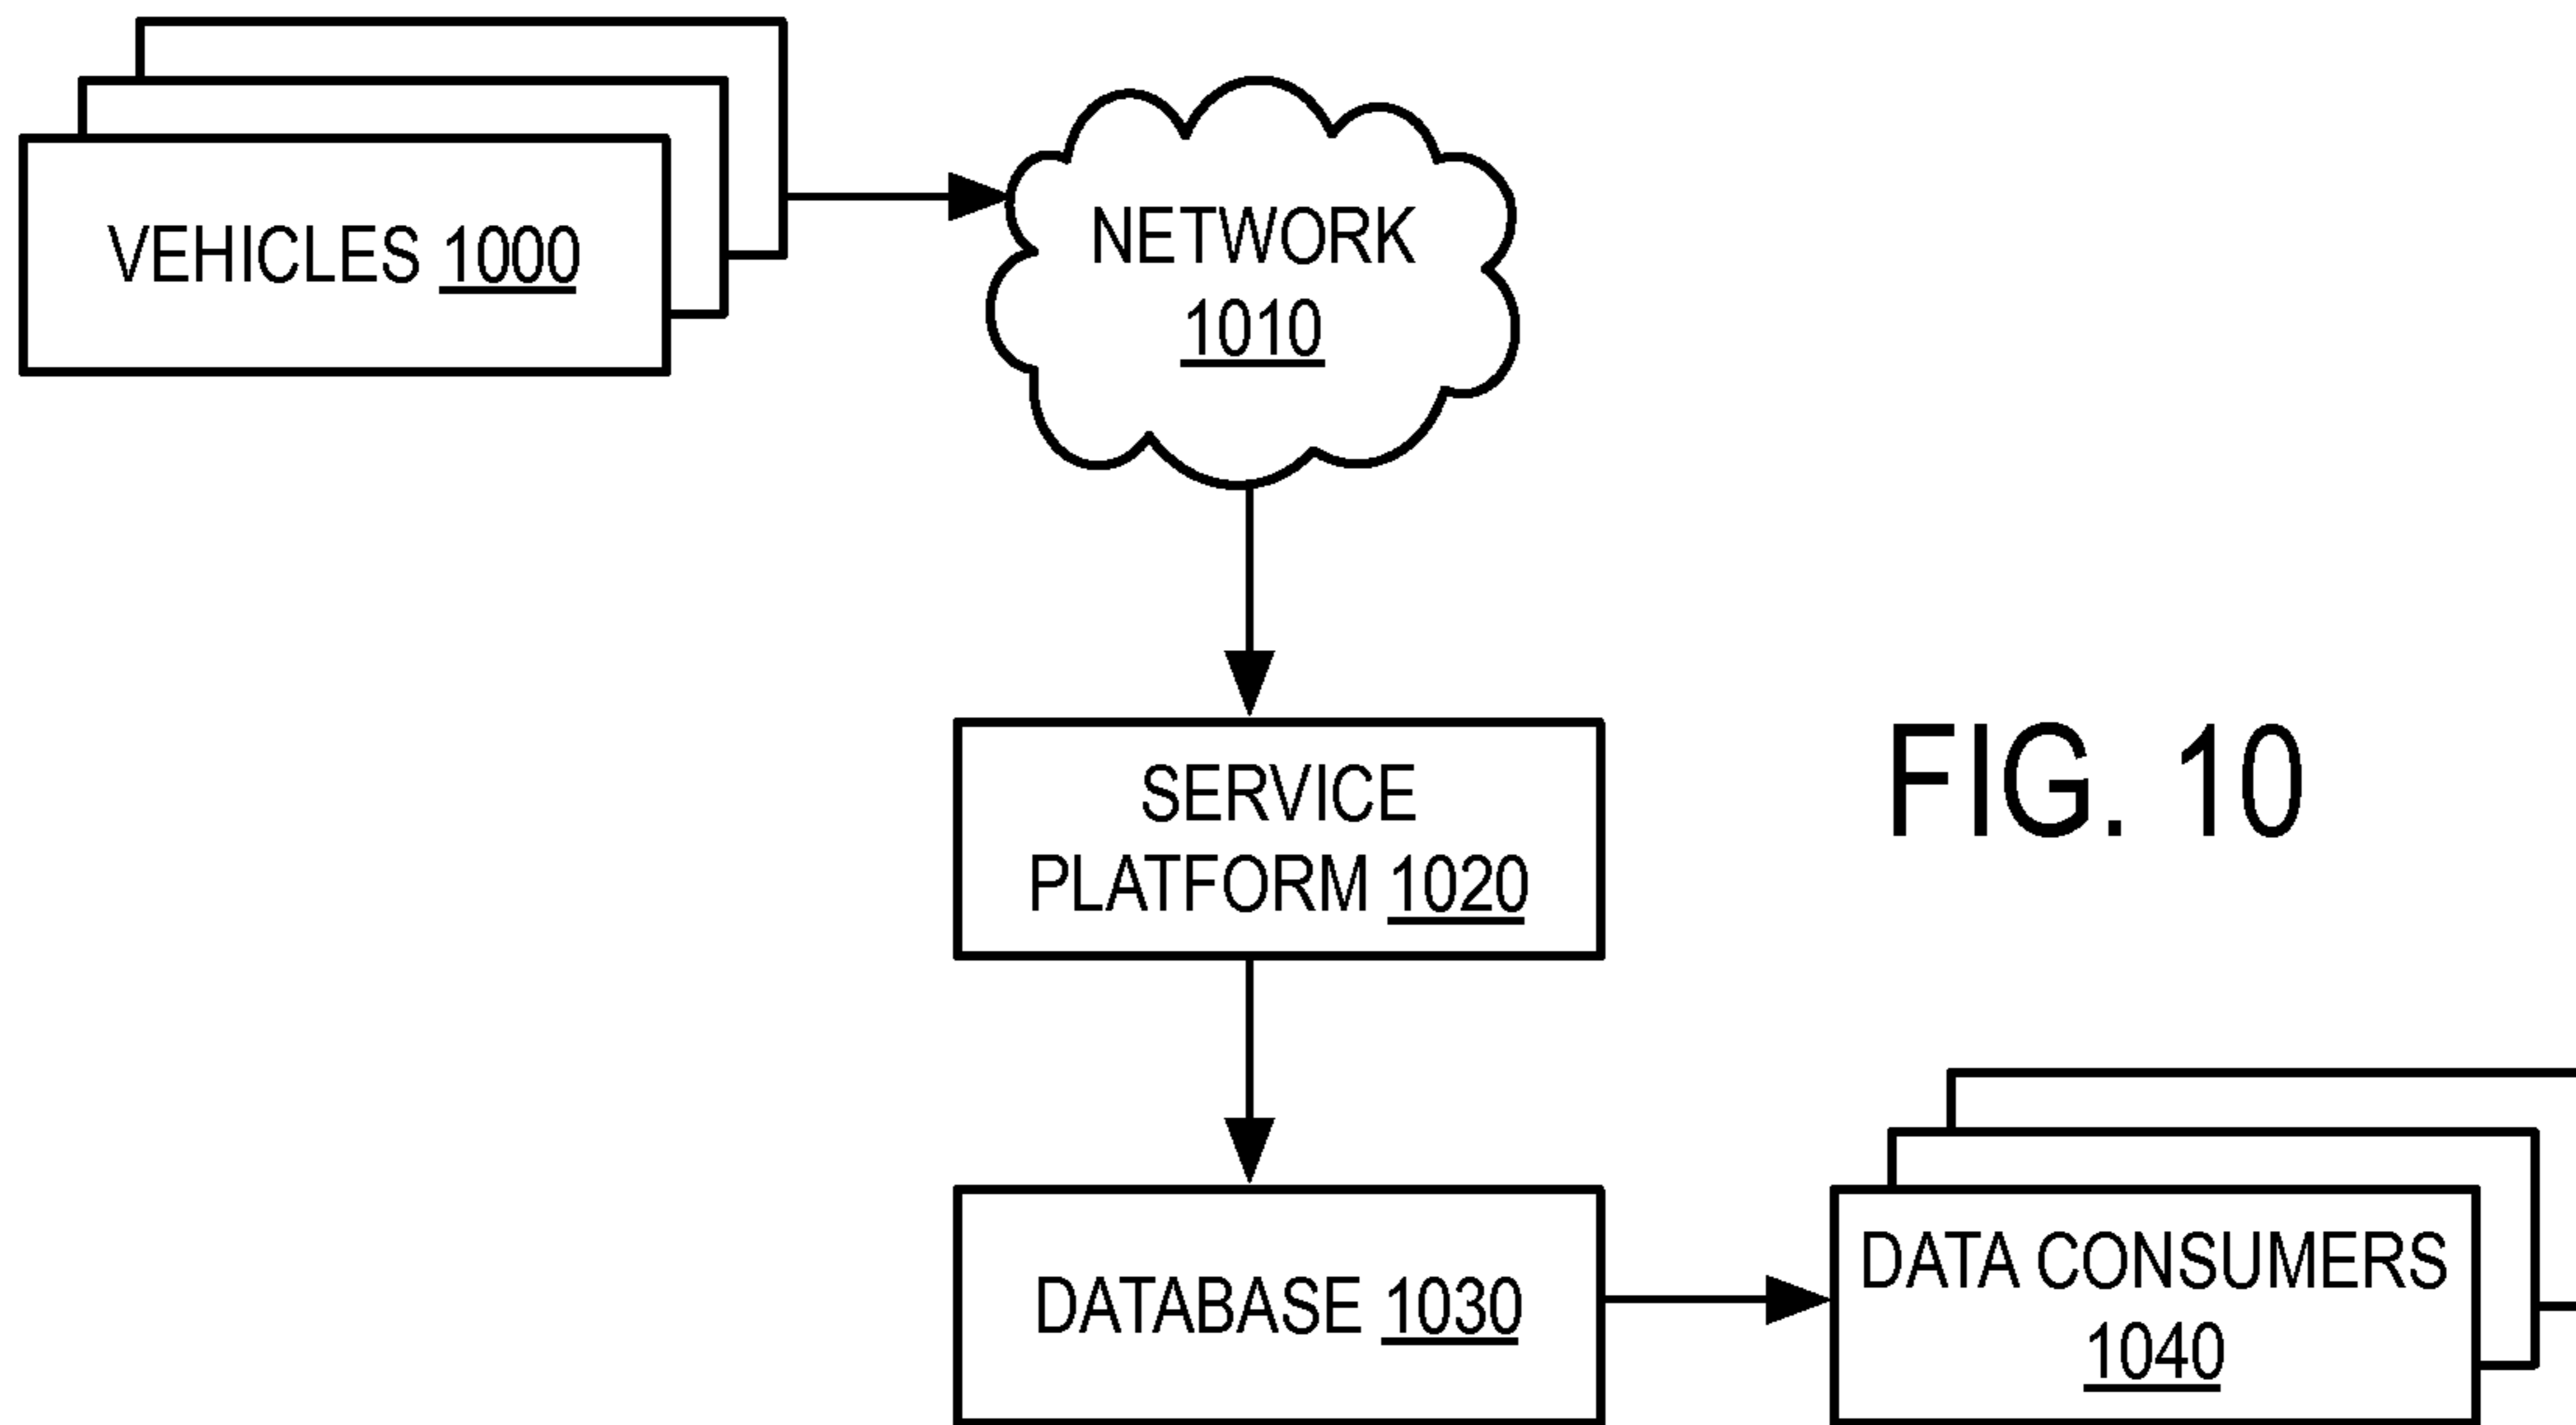 VEHICLES 1000
NETWORK
1010
SERVICE
PLATFORM 1020
FIG. 10
DATABASE 1030
DATA CONSUMERS
1040